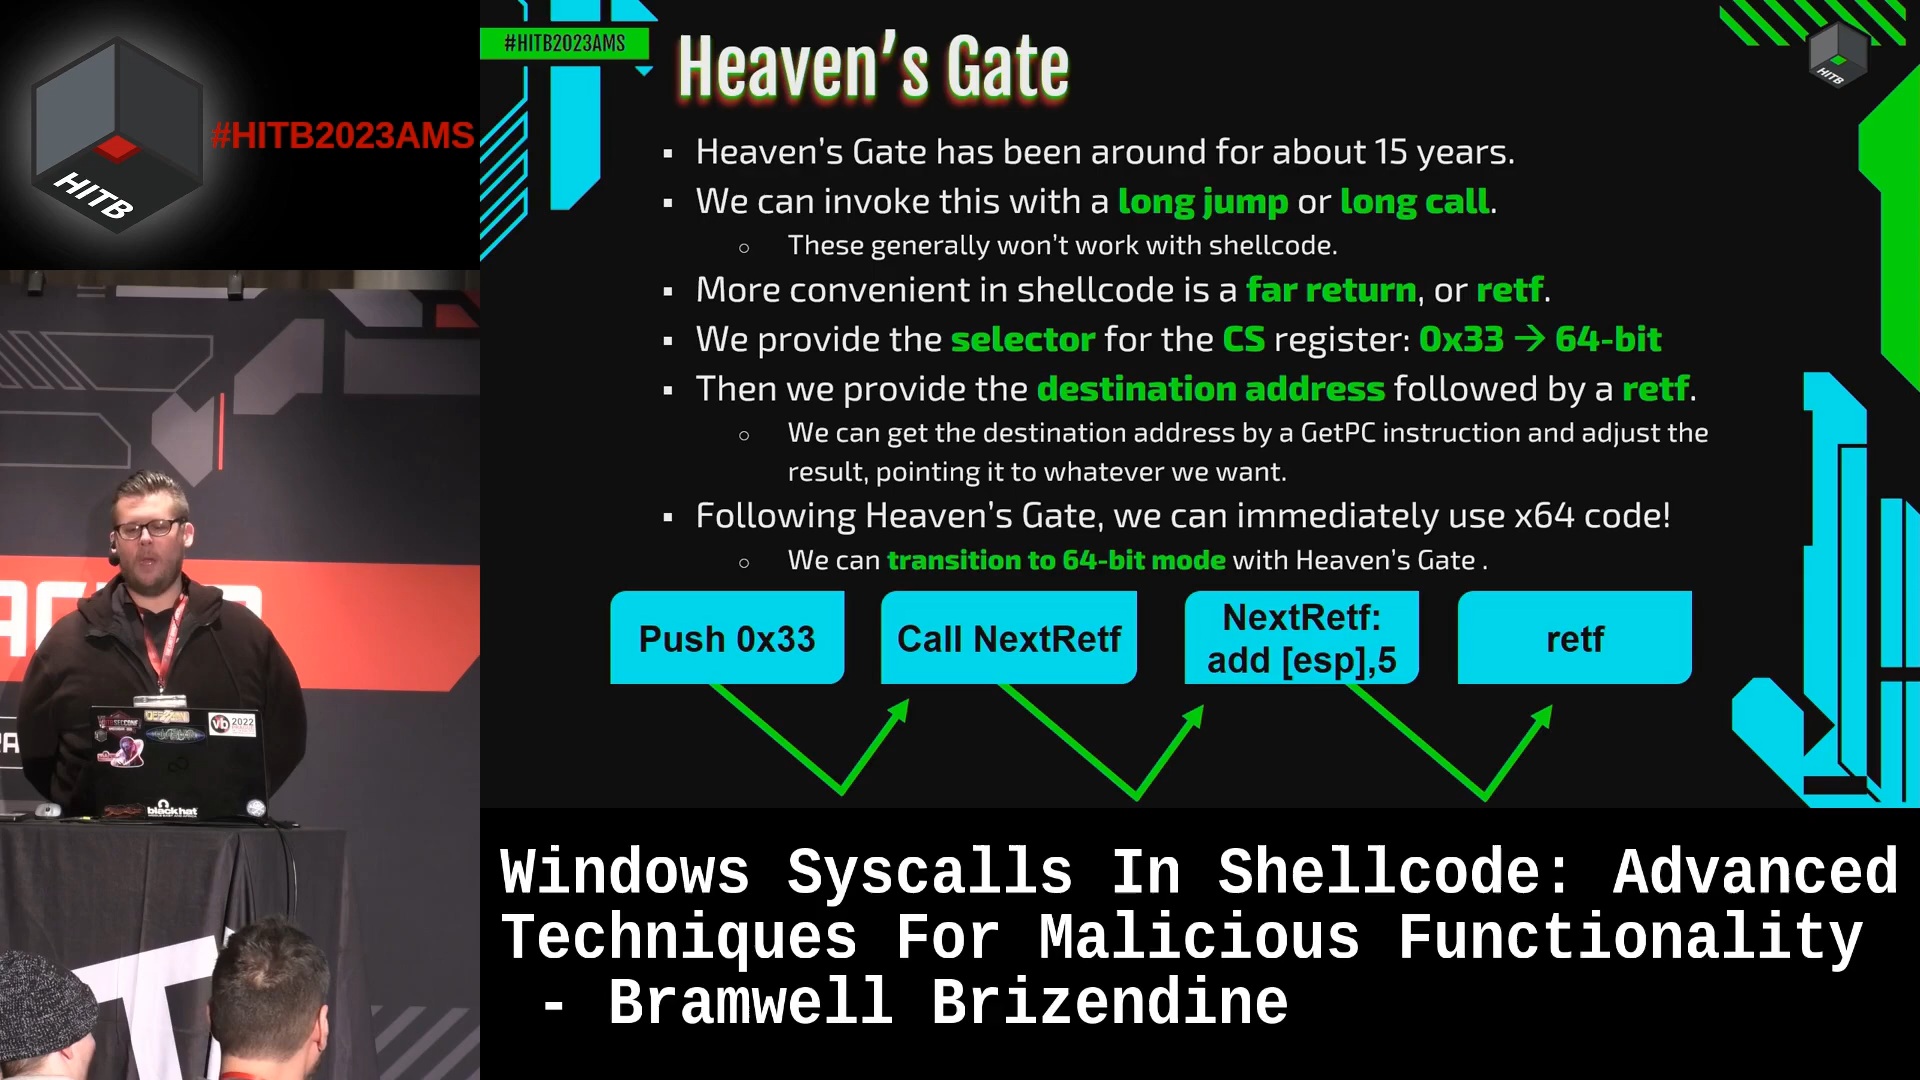 HITB
#HITB2023AMS
#HITB2023AMS
HITB
Heaven’s Gate
▪ Heaven’s Gate has been around for about 15 years.
▪ We can invoke this with a long jump or long call.
○ These generally won’t work with shellcode.
▪ More convenient in shellcode is a far return, or retf.
▪ We provide the selector for the CS register: 0x33 → 64-bit
▪ Then we provide the destination address followed by a retf.
○ We can get the destination address by a GetPC instruction and adjust the
result, pointing it to whatever we want.
▪ Following Heaven’s Gate, we can immediately use x64 code!
○ We can transition to 64-bit mode with Heaven’s Gate .
Push 0x33
Call NextRetf
NextRetf:
add [esp],5
retf
vb 2022
black hat
Windows Syscalls In Shellcode: Advanced
Techniques For Malicious Functionality
- Bramwell Brizendine